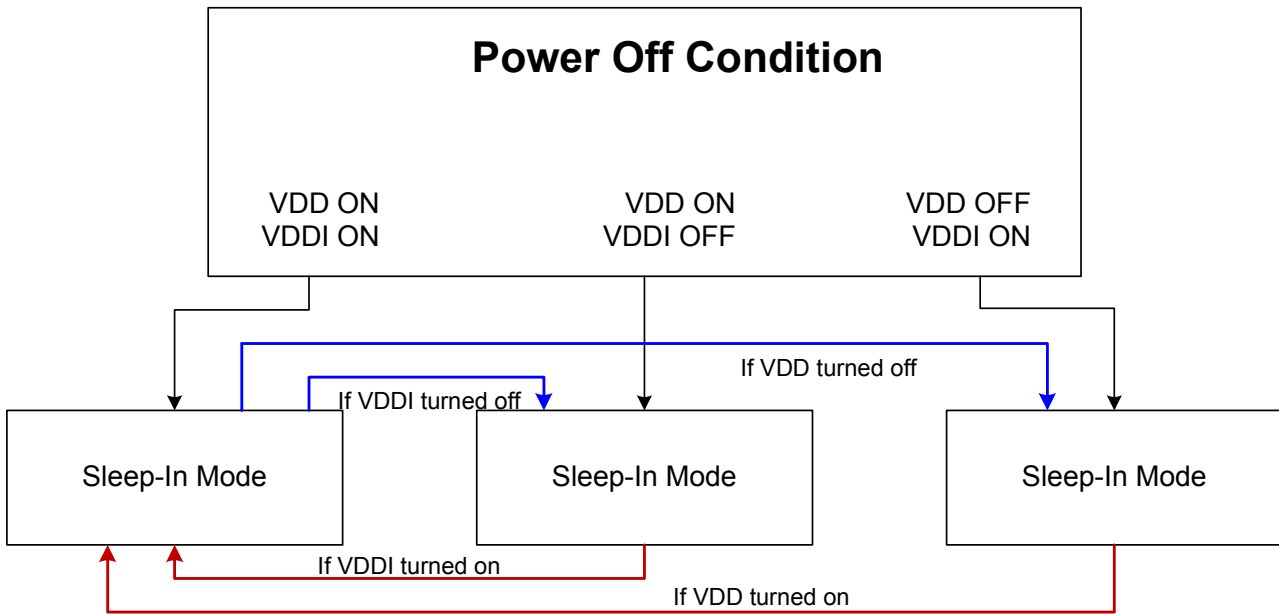 Power Off Condition
VDD ON
VDDI ON
VDD ON
VDDI OFF
VDD OFF
VDDI ON
If VDD turned off
If VDDI turned off
Sleep-In Mode
Sleep-In Mode
Sleep-In Mode
If VDDI turned on
If VDD turned on